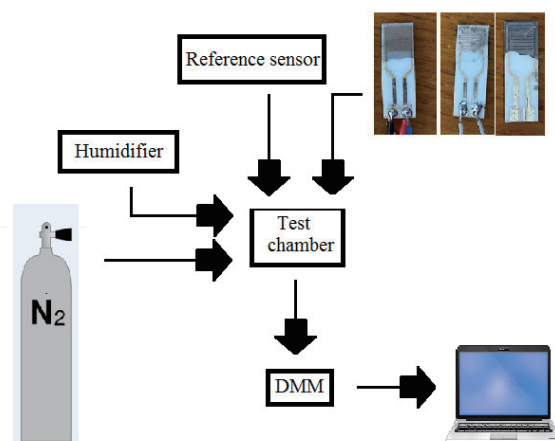 Reference sensor
Humidifier
Test
chamber
N2
DMM